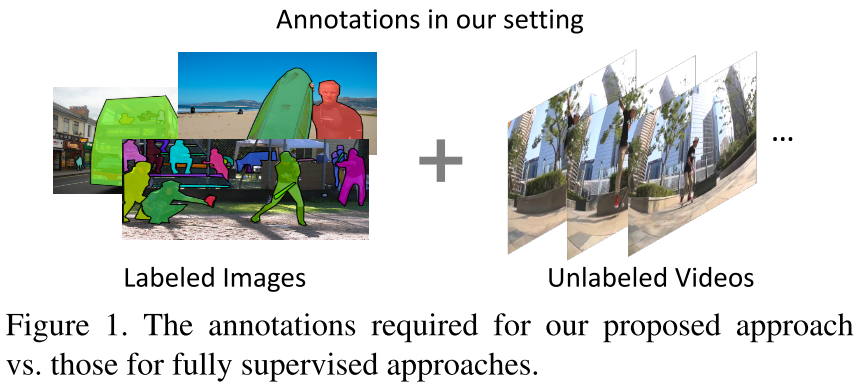 Annotations in our setting
...
Labeled Images
Unlabeled Videos
Figure 1. The annotations required for our proposed approach
vs. those for fully supervised approaches.